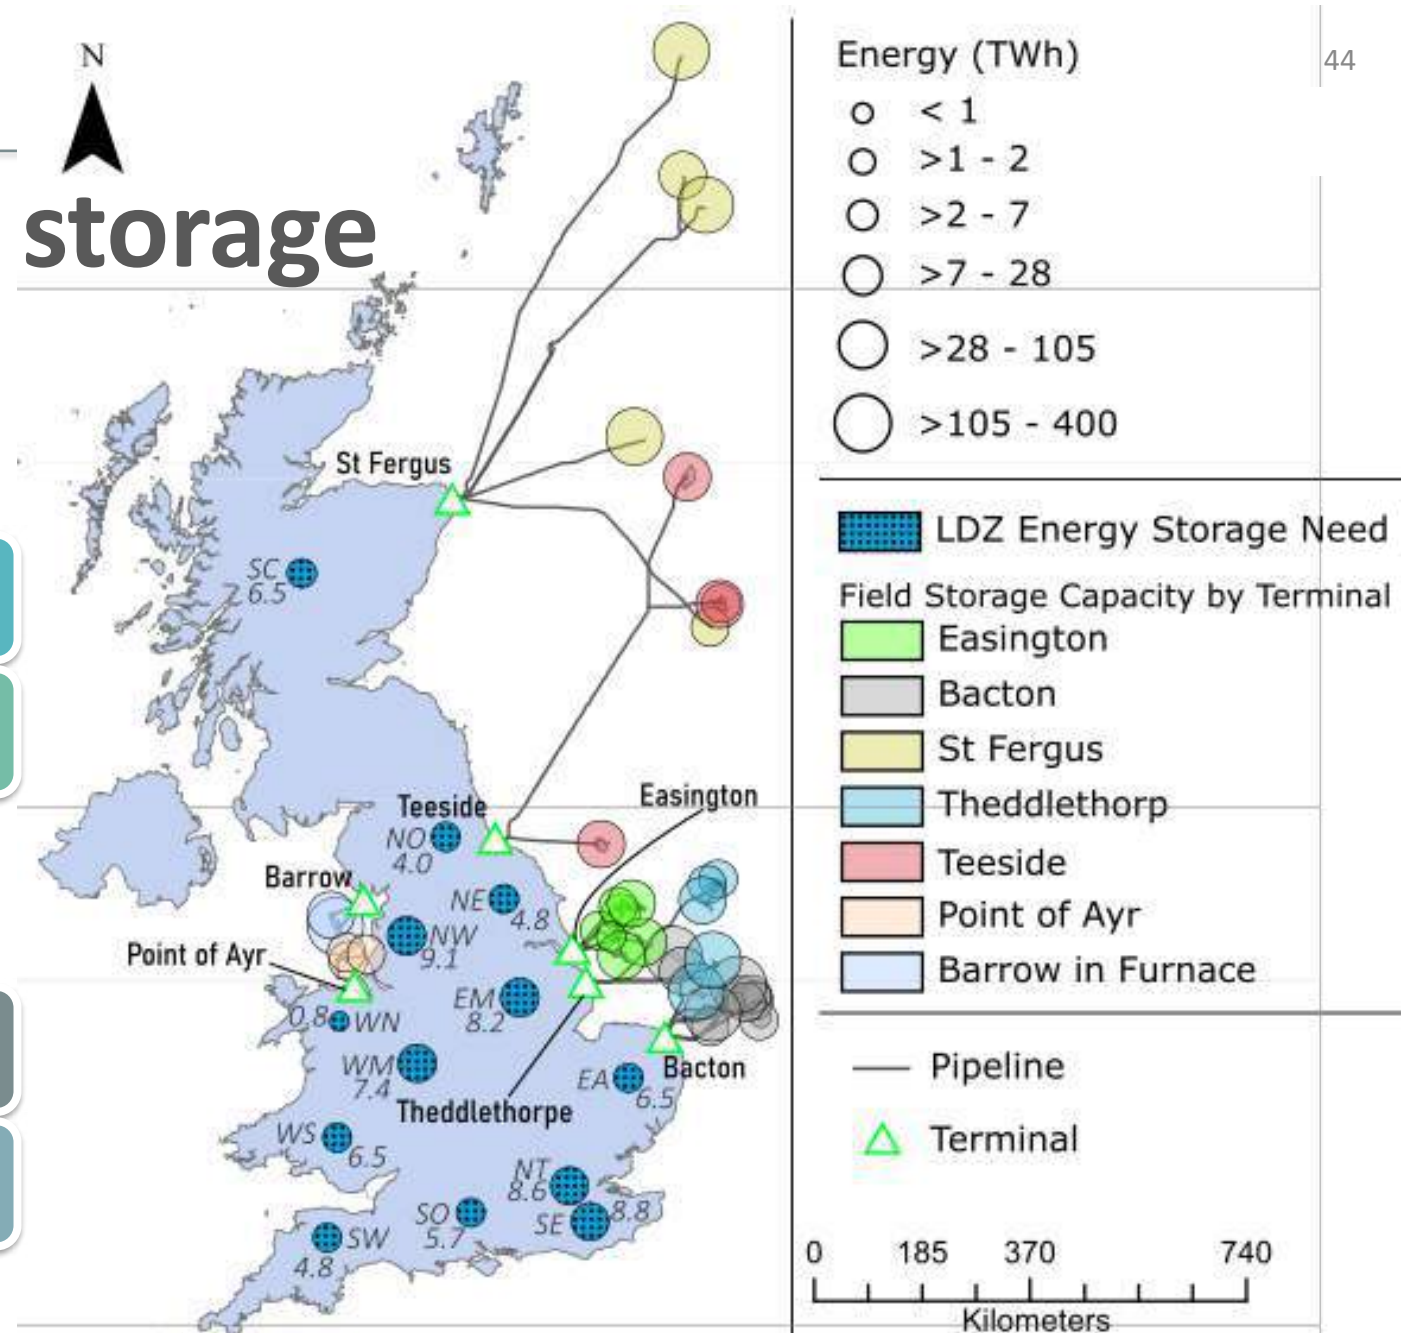 44
storage
N
St Fergus
SC
6.5
Teeside
NO
4.0
Easington
Barrow
NE
4.8
NW
9.1
Point of Ayr
EM
8.2
0.8
WN
WM
7.4
Theddlethorpe
Bacton
EA
6.5
WS
6.5
NT
8.6
SO
5.7
SE
8.8
SW
4.8
Energy (TWh)
< 1
>1 - 2
>2 - 7
>7 - 28
>28 - 105
>105 - 400
LDZ Energy Storage Need
Field Storage Capacity by Terminal
Easington
Bacton
St Fergus
Theddlethorp
Teeside
Point of Ayr
Barrow in Furnace
Pipeline
Terminal
0 185 370 740
Kilometers